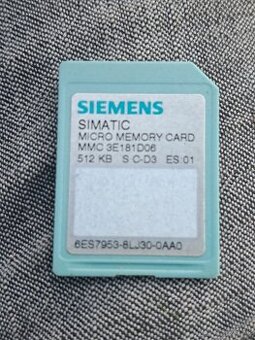 SIEMENS
SIMATIC
MICRO MEMORY CARD
MMC 3E181D06
512 KB S C-D3 ES:01
6ES7953-8LJ30-0AA0